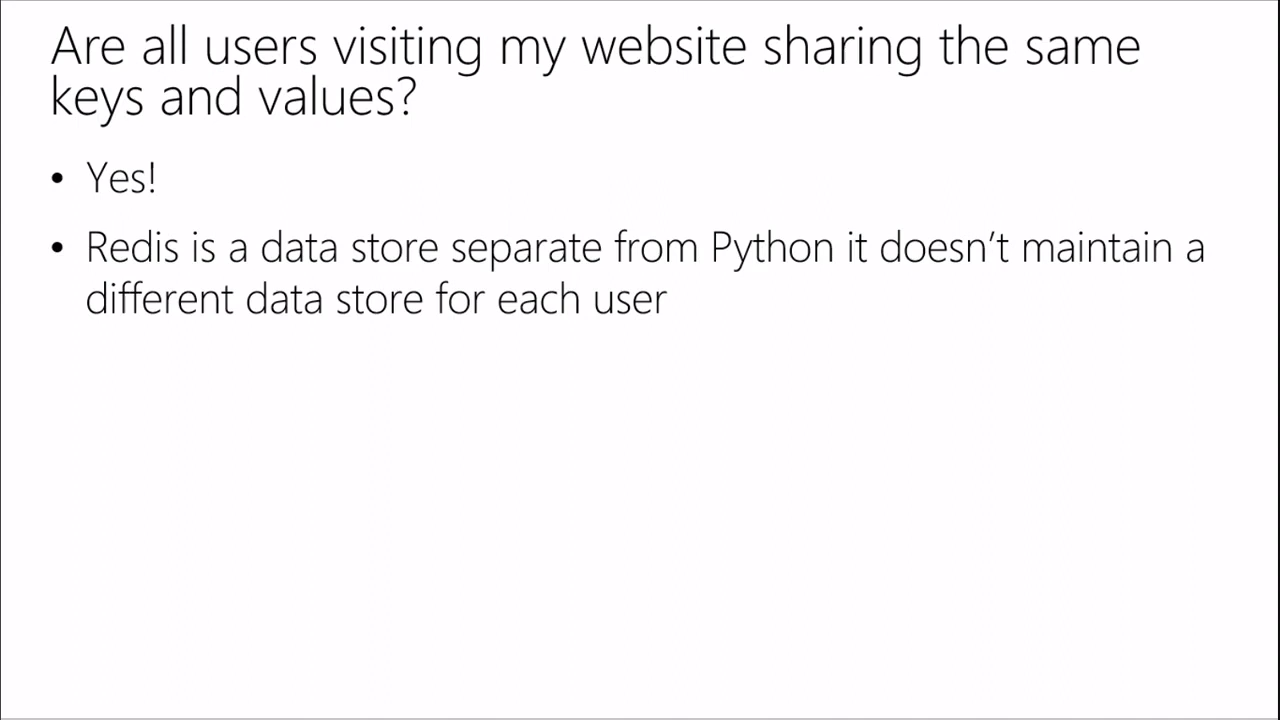 Are all users visiting my website sharing the same
keys and values?
• Yes!
• Redis is a data store separate from Python it doesn’t maintain a
different data store for each user